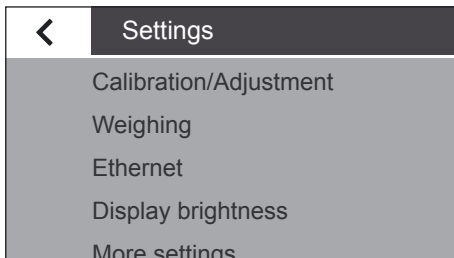 Settings
Calibration/Adjustment
Weighing
Ethernet
Display brightness
More settings